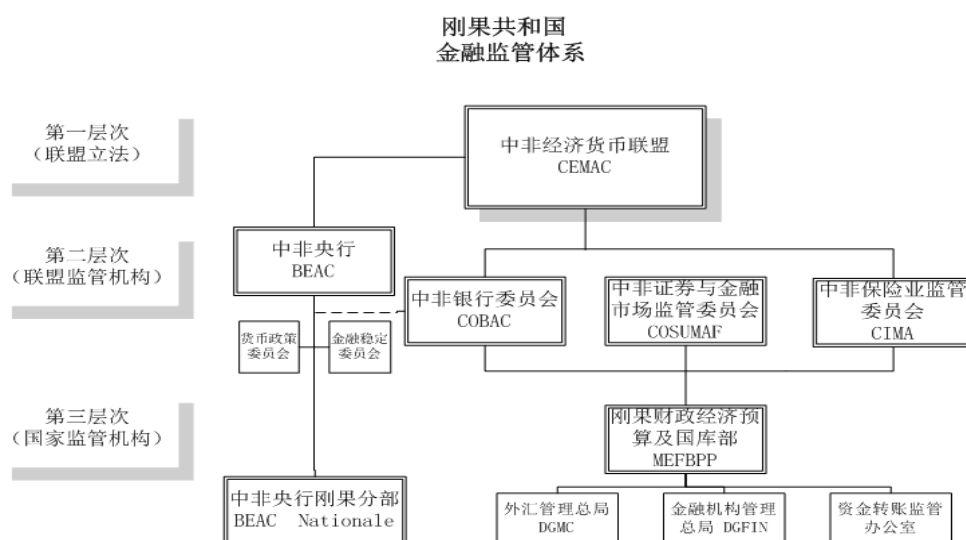 刚果共和国
金融监管体系
第一层次
（联盟立法）
中非经济货币联盟
CEMAC
第二层次
（联盟监管机构）
中非央行
BEAC
中非银行委员会
COBAC
中非证券与金融
市场监管委员会
COSUMAF
中非保险业监管
委员会
CIMA
货币政策
委员会
金融稳定
委员会
第三层次
（国家监管机构）
刚果财政经济预
算及国库部
MEFBPP
中非央行刚果分部
BEAC Nationale
外汇管理总局
DGMC
金融机构管理
总局 DGFIN
资金转账监管
办公室